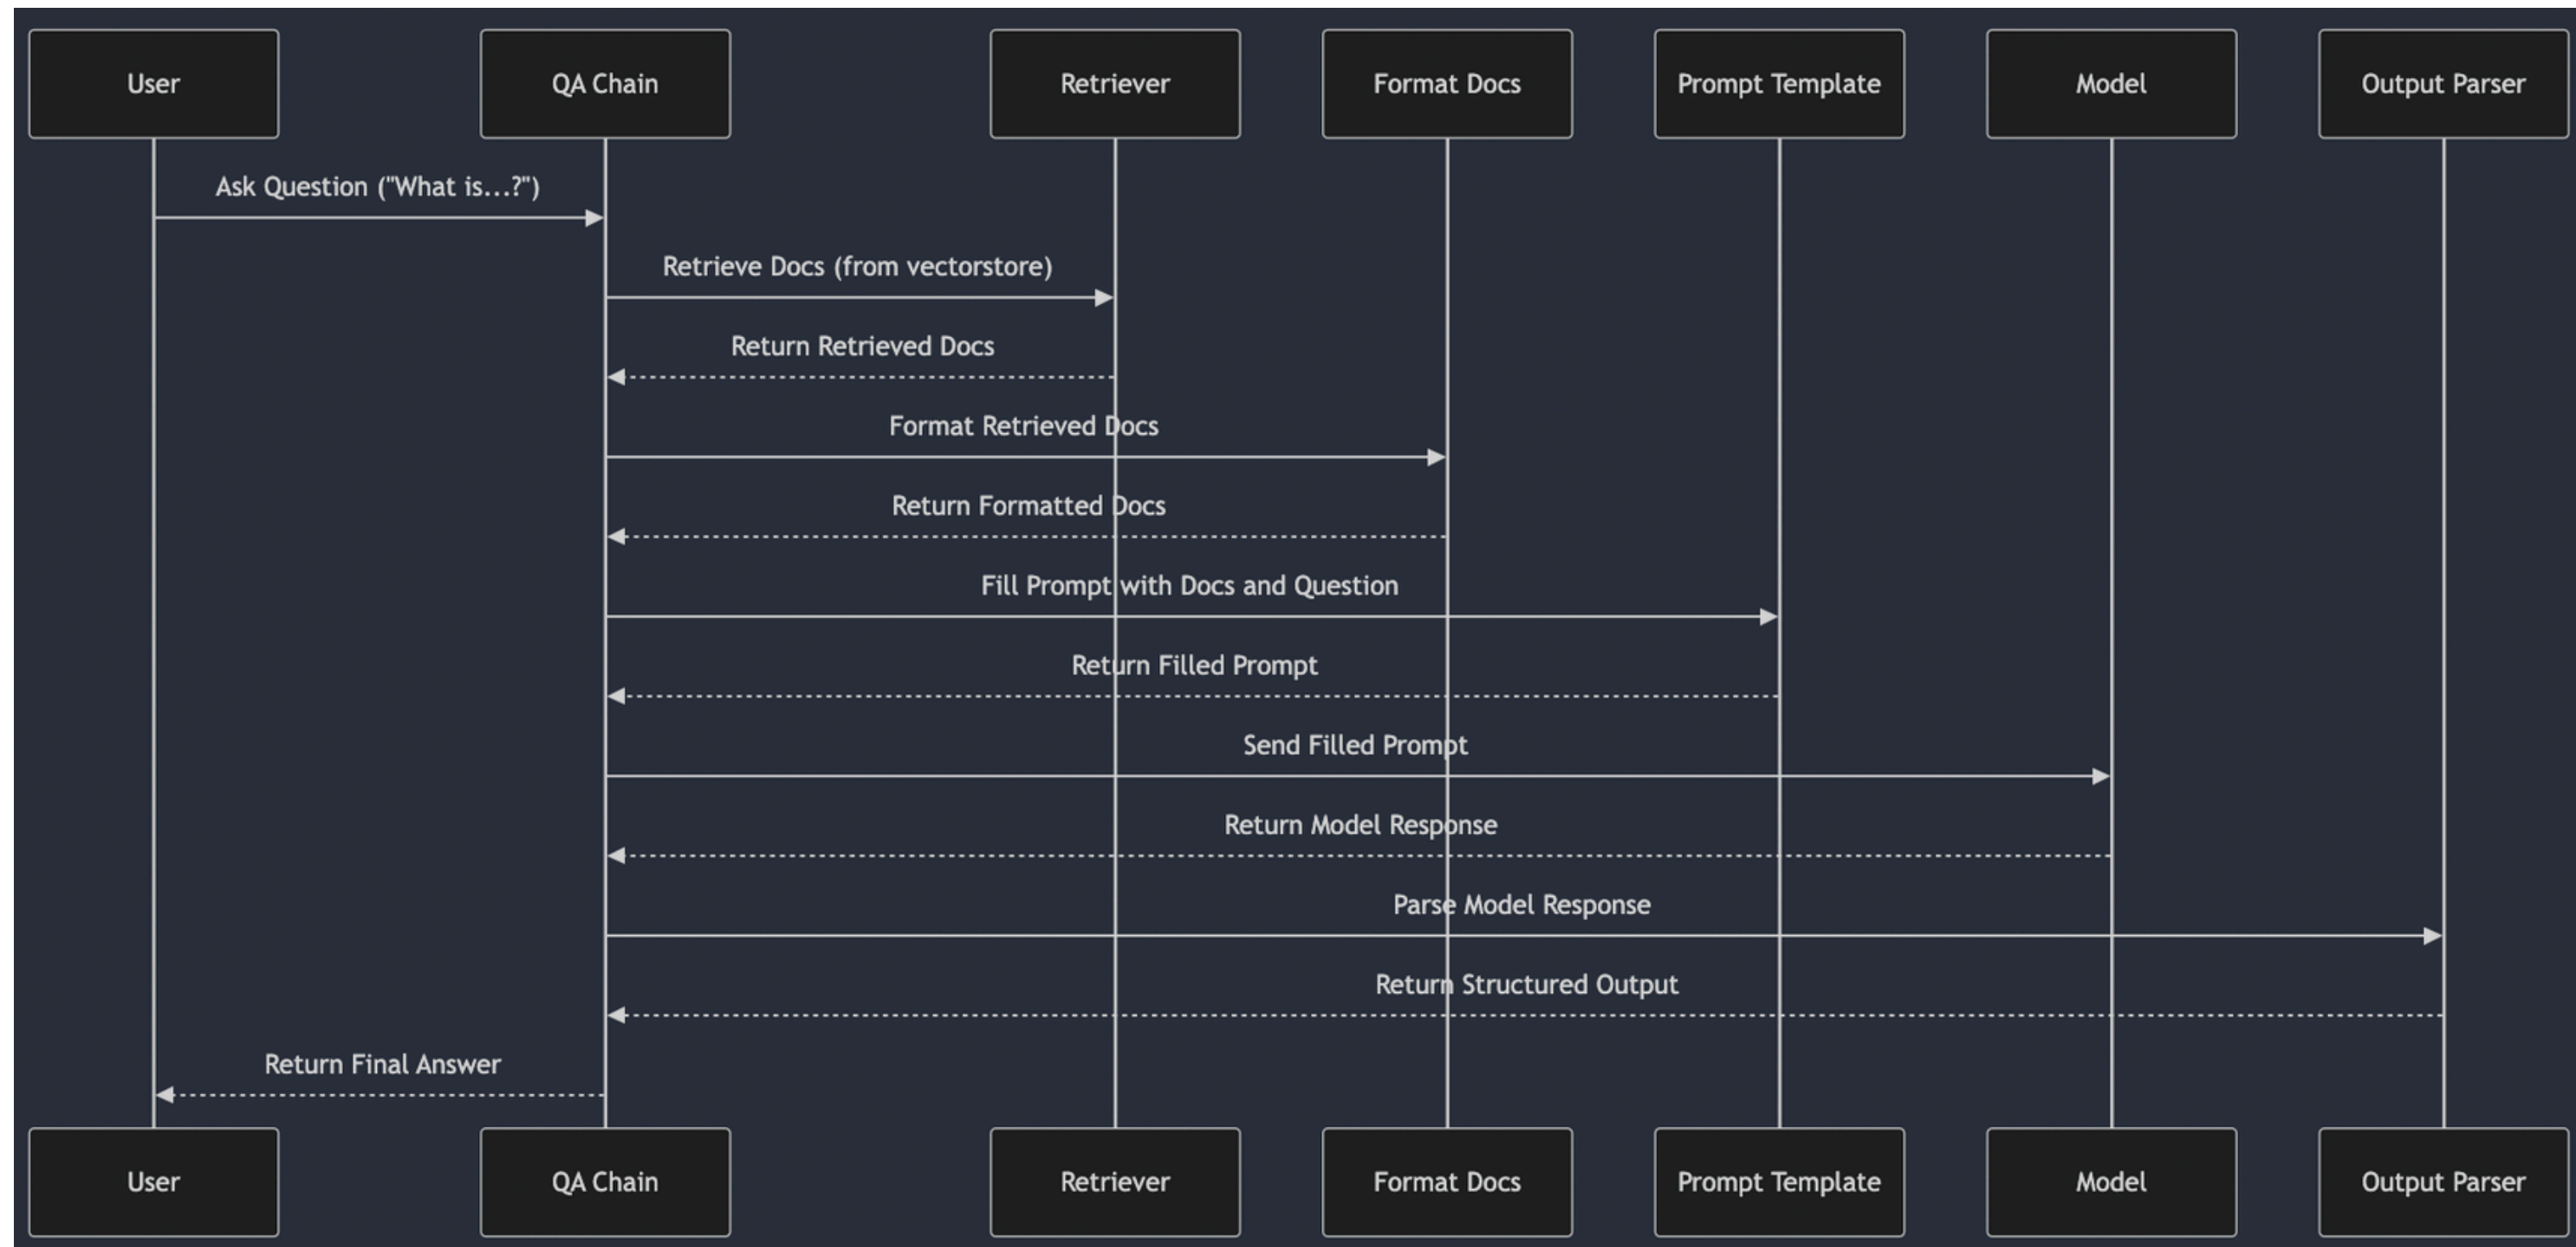 User
QA Chain
Retriever
Format Docs
Prompt Template
Model
Output Parser
Ask Question ("What is...?")
Retrieve Docs (from vectorstore)
Return Retrieved Docs
Format Retrieved Docs
Return Formatted Docs
Fill Prompt with Docs and Question
Return Filled Prompt
Send Filled Prompt
Return Model Response
Parse Model Response
Return Structured Output
Return Final Answer
User
QA Chain
Retriever
Format Docs
Prompt Template
Model
Output Parser